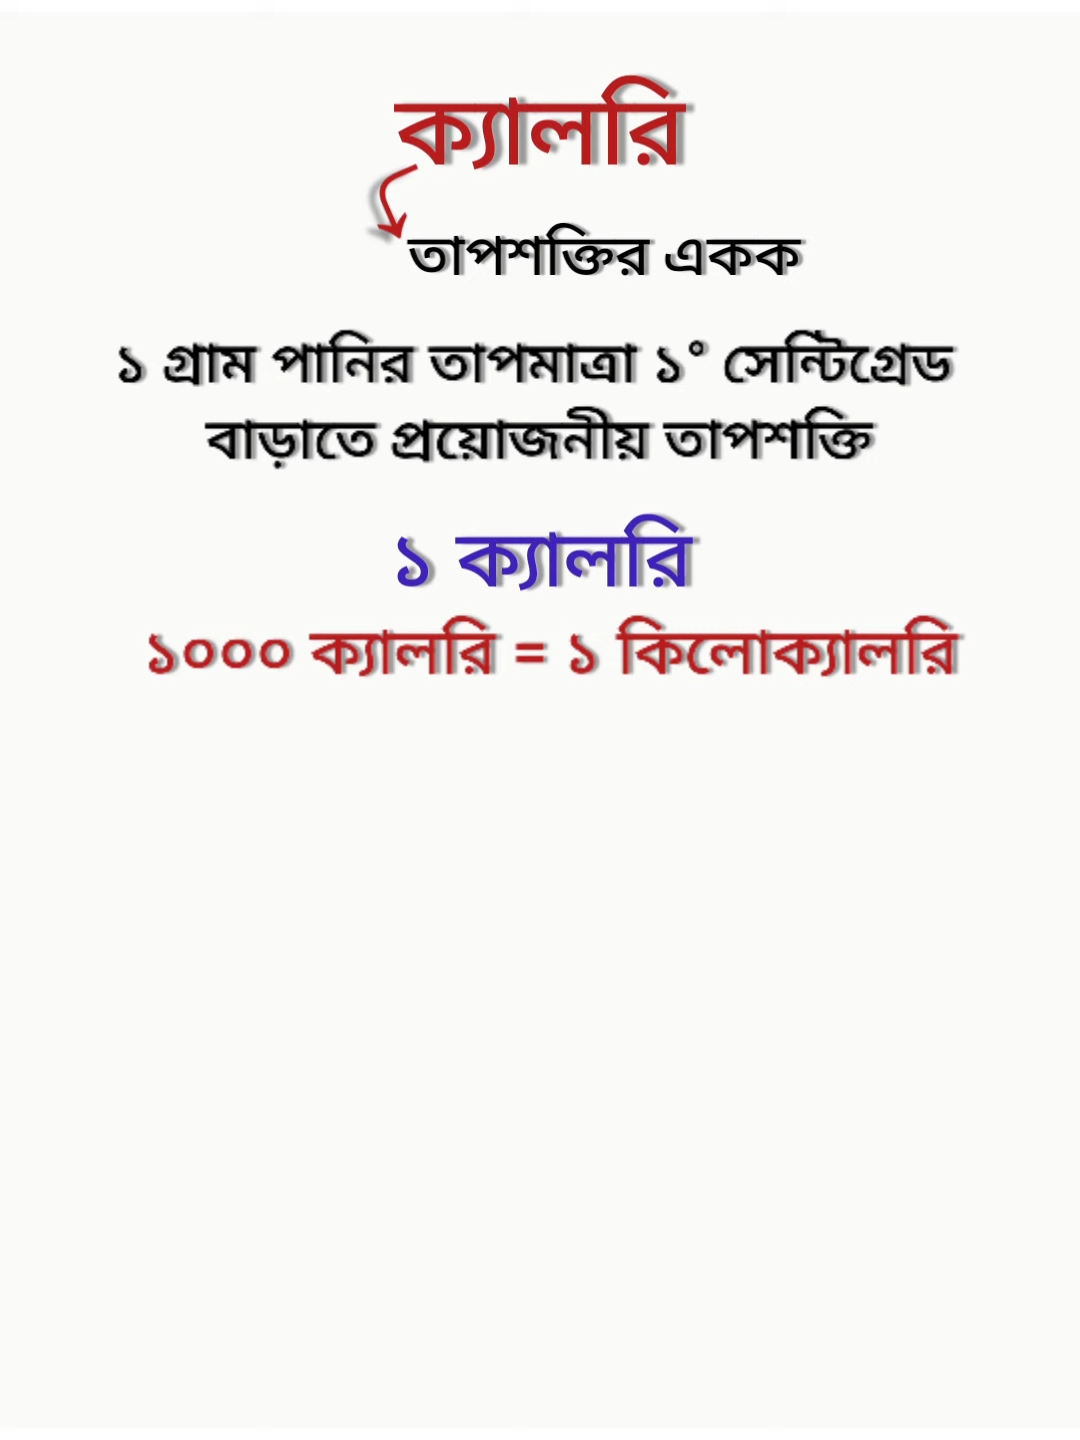 ক্যালরি
তাপশক্তির একক
১ গ্রাম পানির তাপমাত্রা ১° সেন্টিগ্রেড
বাড়াতে প্রয়োজনীয় তাপশক্তি
১ ক্যালরি
১০০০ ক্যালরি = ১ কিলোক্যালরি